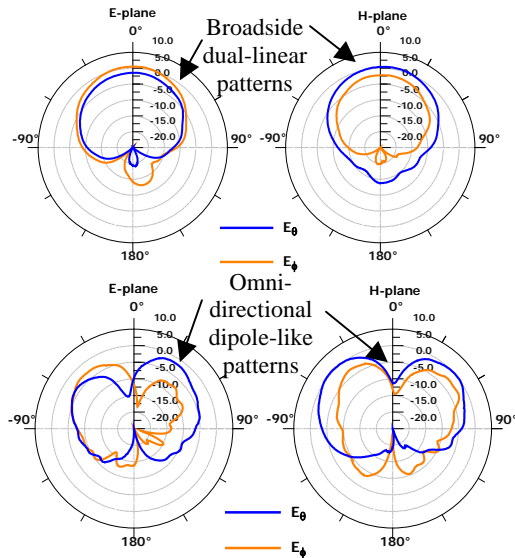 E-plane
0°
10.0
5.0
0.0
-5.0
-10.0
-15.0
-20.0
-90°
90°
180°
Broadside
dual-linear
patterns
H-plane
0°
10.0
5.0
0.0
-5.0
-10.0
-15.0
-20.0
-90°
90°
180°
Eθ
Eϕ
E-plane
0°
10.0
5.0
0.0
-5.0
-10.0
-15.0
-20.0
-90°
90°
180°
Omni-
directional
dipole-like
patterns
H-plane
0°
10.0
5.0
0.0
-5.0
-10.0
-15.0
-20.0
-90°
90°
180°
Eθ
Eϕ